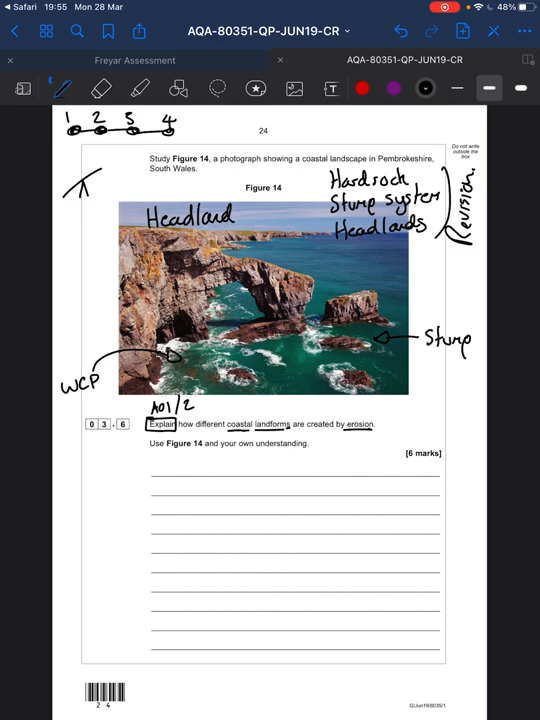 Safari 19:55 Mon 28 Mar 48%
AQA-80351-QP-JUN19-CR
Freyar Assessment
AQA-80351-QP-JUN19-CR
1 2 3 4
24
Do not write
outside the
box
Study Figure 14, a photograph showing a coastal landscape in Pembrokeshire,
South Wales.
Figure 14
Hard rock
Stump system
Headlands
Revision.
Headland
Stump
WCP
AO1/2
0 3 . 6 Explain how different coastal landforms are created by erosion.
Use Figure 14 and your own understanding.
[6 marks]
2 4
G/Jun19/8035/1